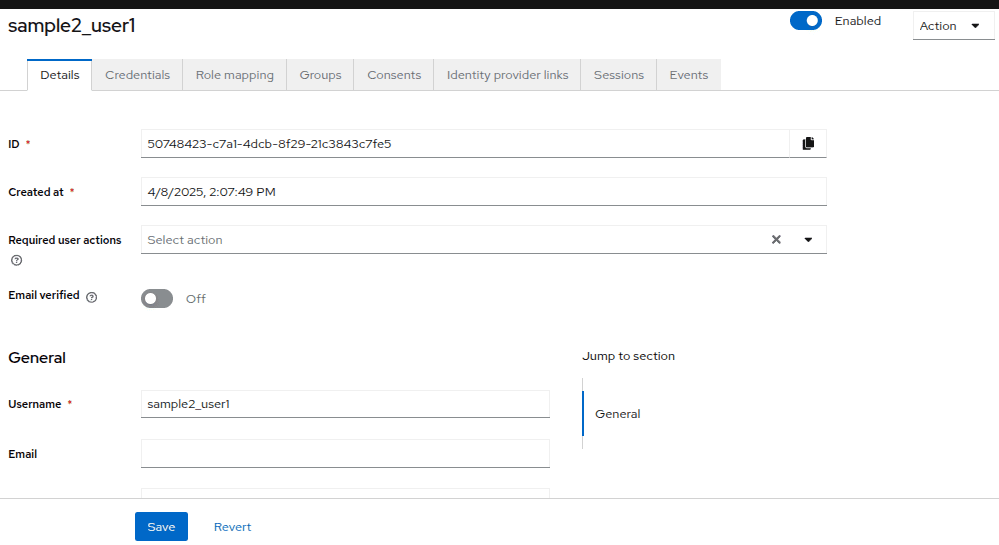 sample2_user1
Enabled
Action
Details Credentials Role mapping Groups Consents Identity provider links Sessions Events
ID * 50748423-c7a1-4dcb-8f29-21c3843c7fe5
Created at * 4/8/2025, 2:07:49 PM
Required user actions Select action
Email verified Off
General
Jump to section
Username * sample2_user1
General
Email
Save Revert